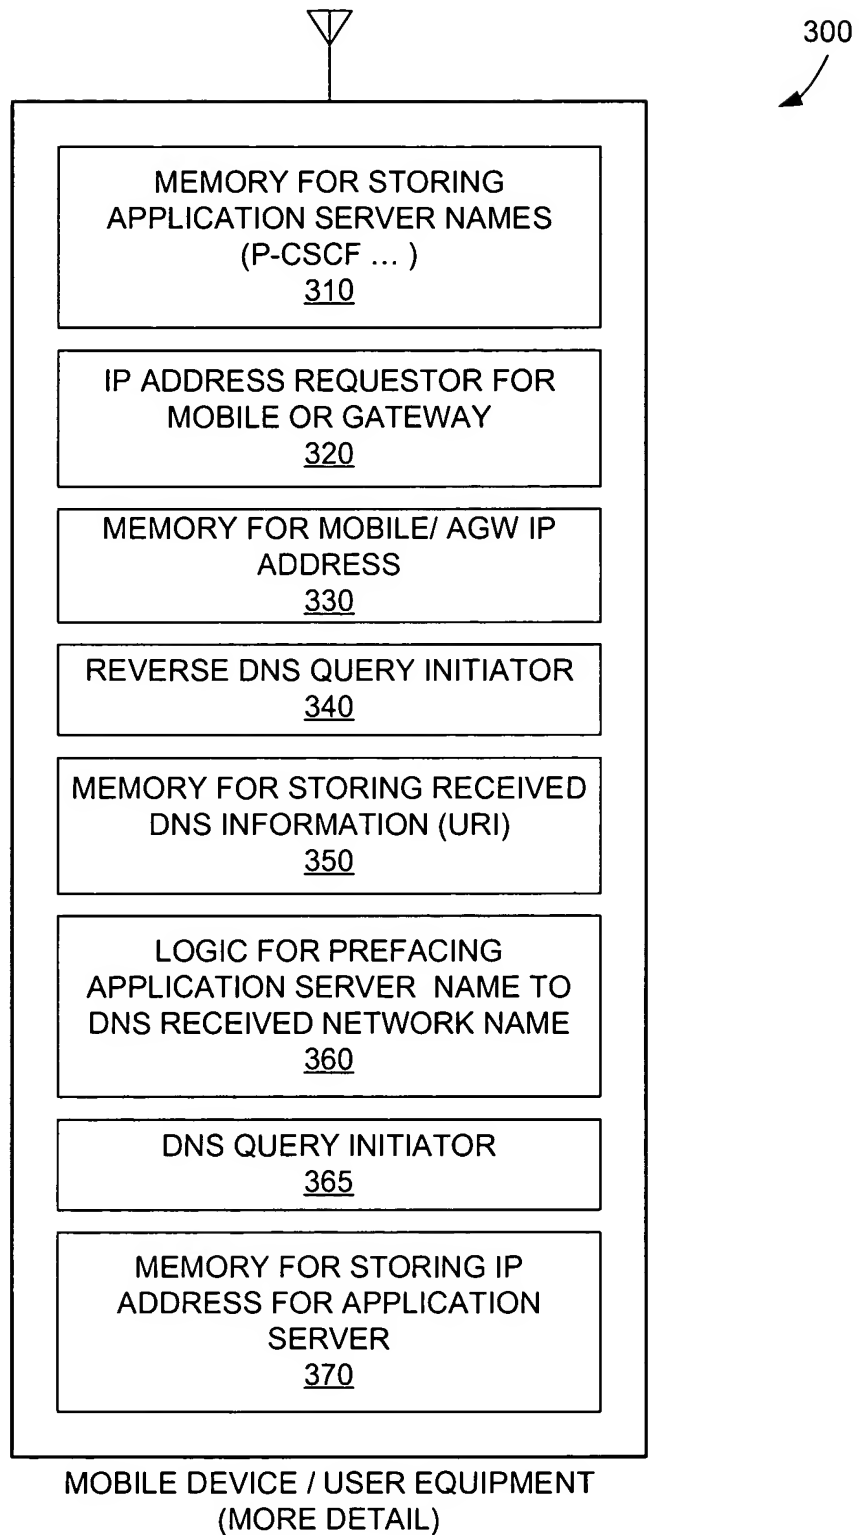 300
MEMORY FOR STORING
APPLICATION SERVER NAMES
(P-CSCF ... )
310
IP ADDRESS REQUESTOR FOR
MOBILE OR GATEWAY
320
MEMORY FOR MOBILE/ AGW IP
ADDRESS
330
REVERSE DNS QUERY INITIATOR
340
MEMORY FOR STORING RECEIVED
DNS INFORMATION (URI)
350
LOGIC FOR PREFACING
APPLICATION SERVER NAME TO
DNS RECEIVED NETWORK NAME
360
DNS QUERY INITIATOR
365
MEMORY FOR STORING IP
ADDRESS FOR APPLICATION
SERVER
370
MOBILE DEVICE / USER EQUIPMENT
(MORE DETAIL)